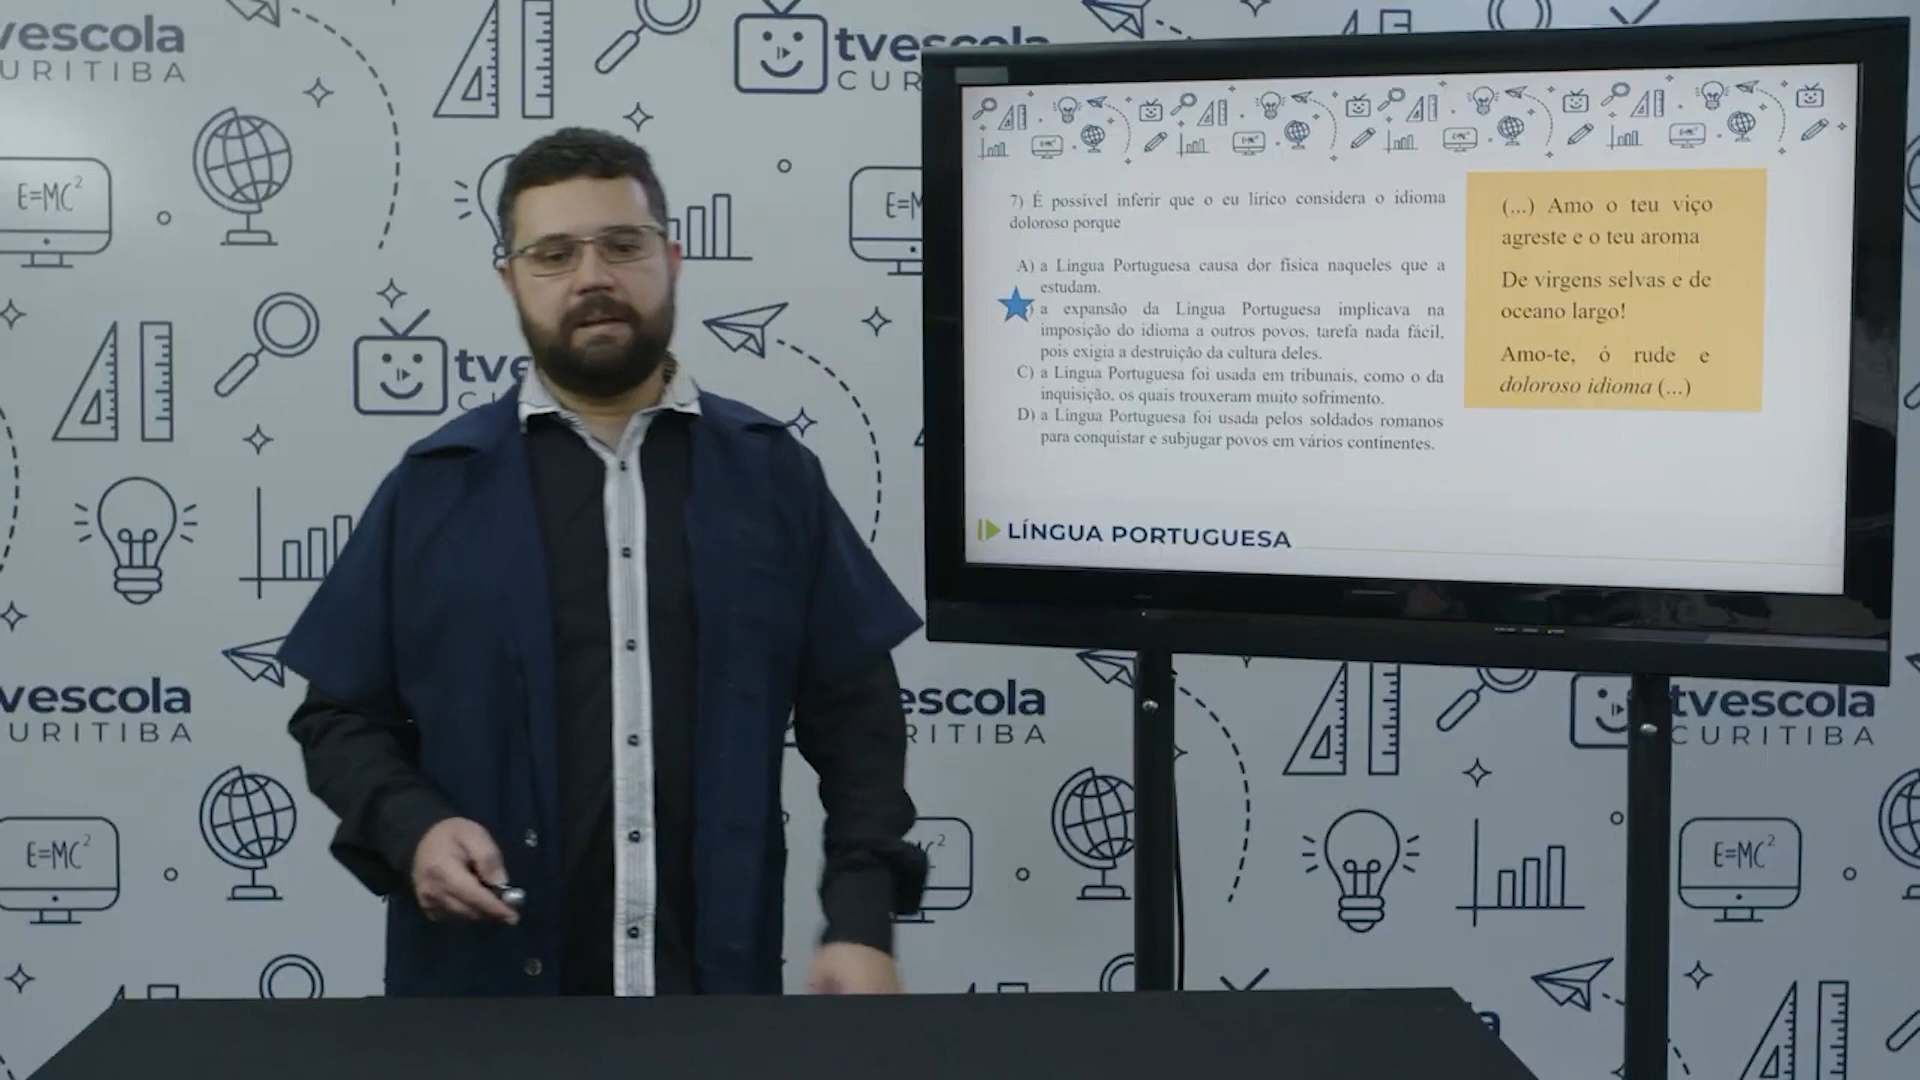 vescola
URITIBA
tvescola
CUR
E=MC²
E=M
tve
C
vescola
URITIBA
escola
RITIBA
tvescola
CURITIBA
E=MC²
C²
E=MC²
7) É possível inferir que o eu lírico considera o idioma
doloroso porque
A) a Língua Portuguesa causa dor física naqueles que a
estudam.
a expansão da Língua Portuguesa implicava na
imposição do idioma a outros povos, tarefa nada fácil,
pois exigia a destruição da cultura deles.
C) a Língua Portuguesa foi usada em tribunais, como o da
inquisição, os quais trouxeram muito sofrimento.
D) a Língua Portuguesa foi usada pelos soldados romanos
para conquistar e subjugar povos em vários continentes.
(...) Amo o teu viço
agreste e o teu aroma
De virgens selvas e de
oceano largo!
Amo-te, ó rude e
doloroso idioma (...)
LÍNGUA PORTUGUESA